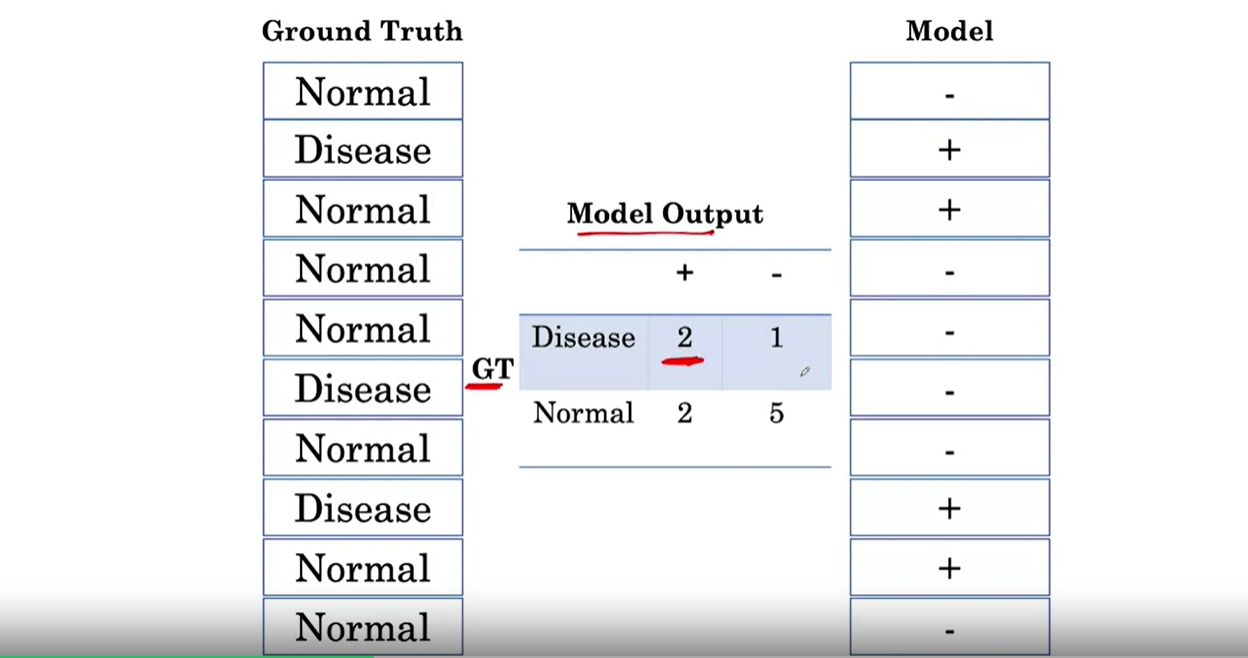 Ground Truth
Normal
Disease
Normal
Normal
Normal
Disease
Normal
Disease
Normal
Normal
Model Output
+ -
GT
Disease 2 1
Normal 2 5
Model
-
+
+
-
-
-
-
+
+
-